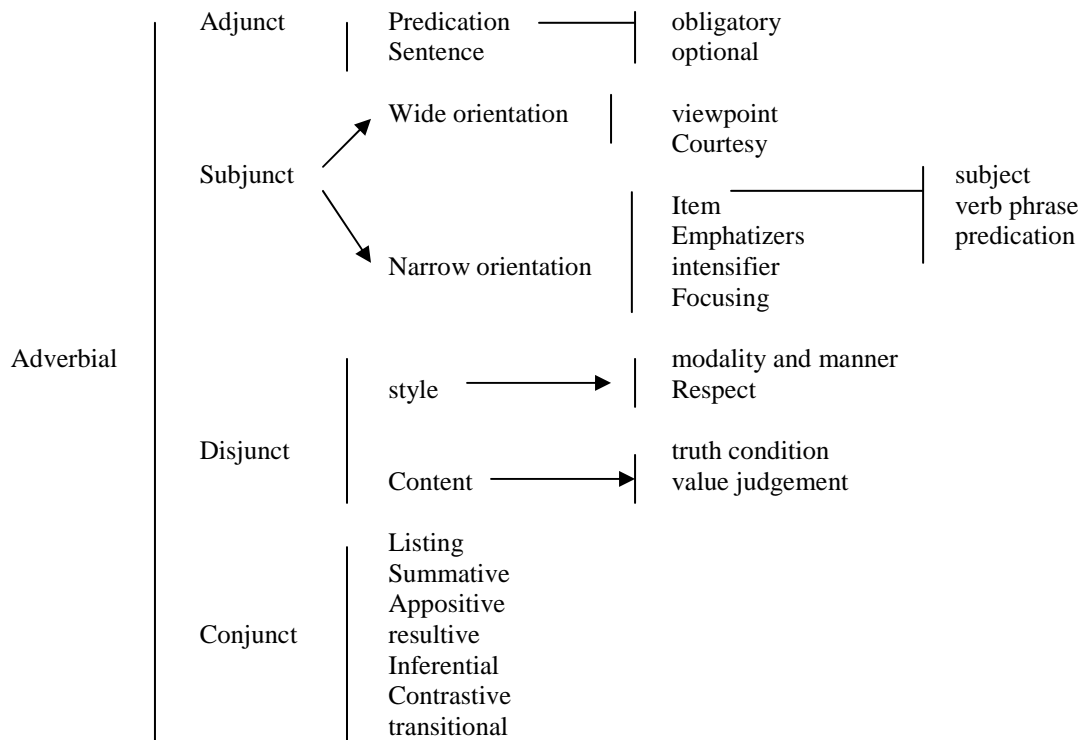 Adjunct Predication obligatory
Sentence optional
Wide orientation viewpoint
Courtesy
Subjunct subject
Item verb phrase
Emphatizers predication
Narrow orientation intensifier
Focusing
Adverbial modality and manner
style Respect
Disjunct truth condition
Content value judgement
Listing
Summative
Appositive
Conjunct resultive
Inferential
Contrastive
transitional